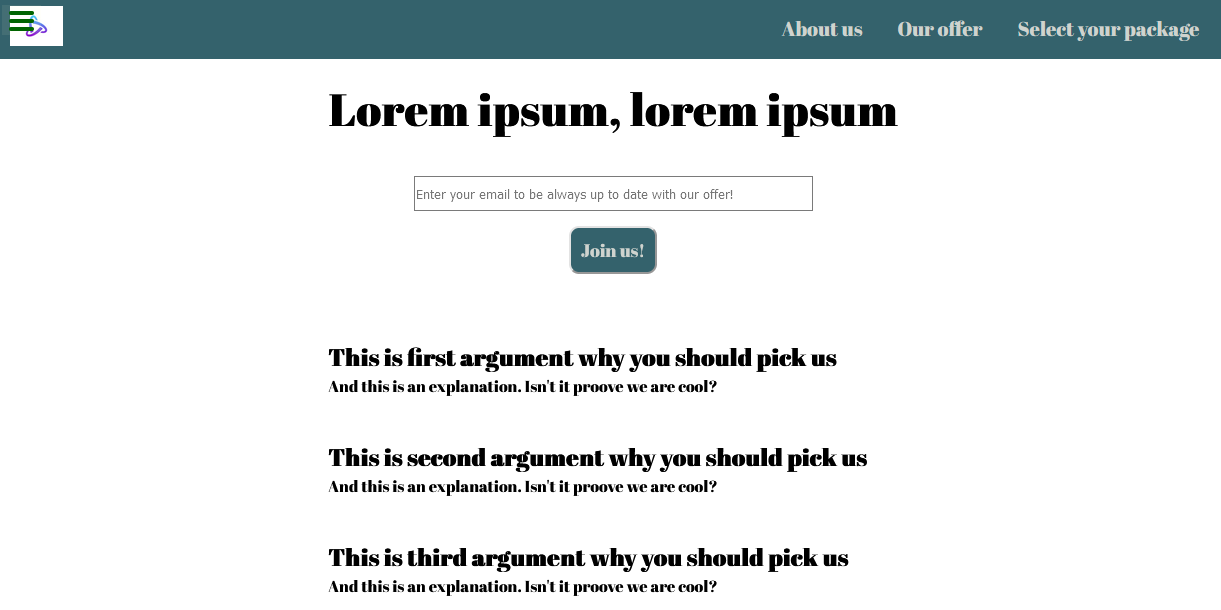 About us Our offer Select your package
Lorem ipsum, lorem ipsum
Enter your email to be always up to date with our offer!
Join us!
This is first argument why you should pick us
And this is an explanation. Isn't it proove we are cool?
This is second argument why you should pick us
And this is an explanation. Isn't it proove we are cool?
This is third argument why you should pick us
And this is an explanation. Isn't it proove we are cool?